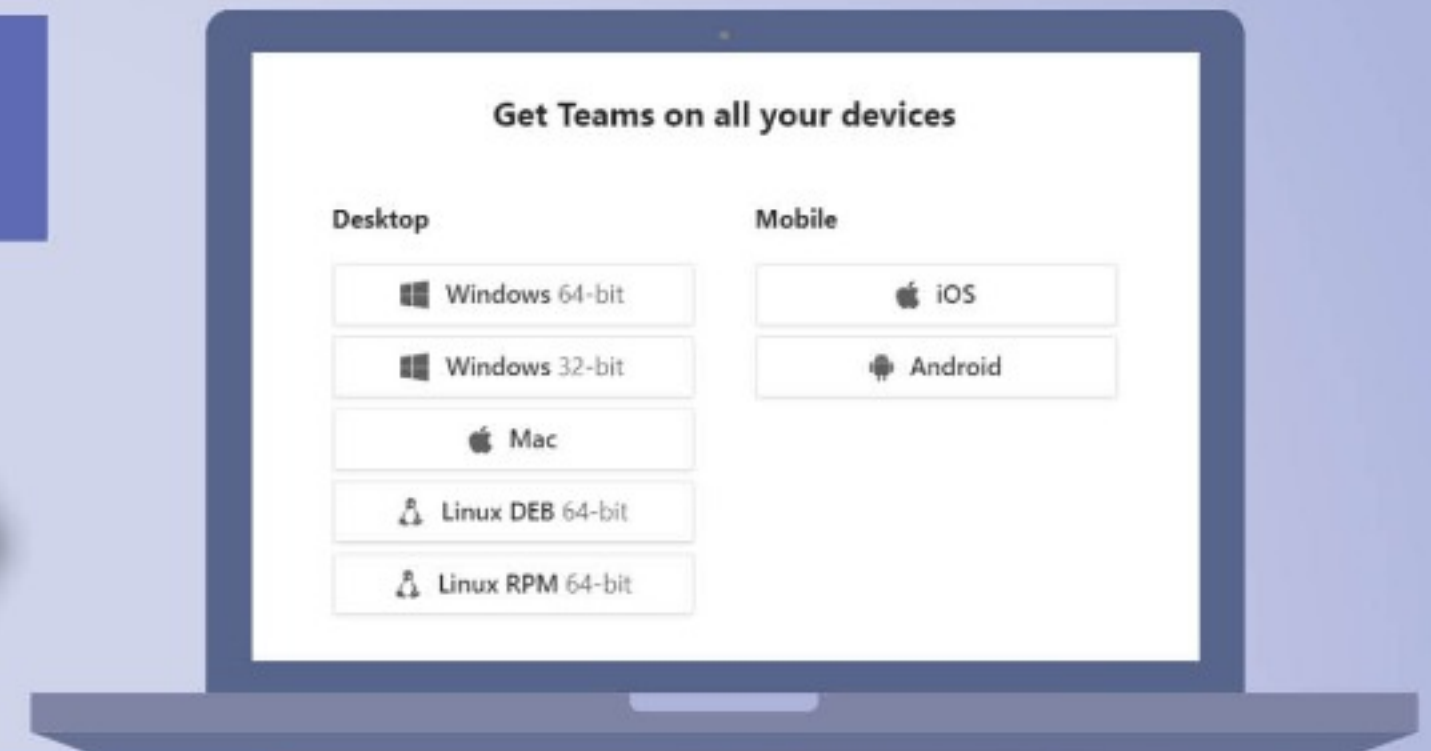 Get Teams on all your devices
Desktop
Windows 64-bit
Windows 32-bit
Mac
Linux DEB 64-bit
Linux RPM 64-bit
Mobile
iOS
Android